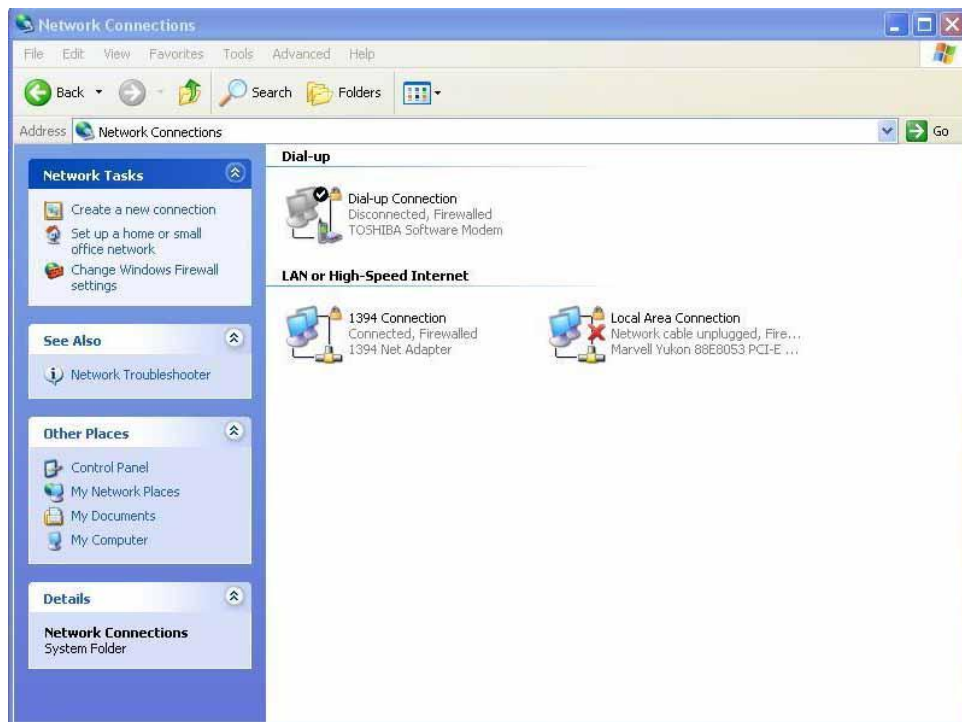 Network Connections
File Edit View Favorites Tools Advanced Help
Back Search Folders
Address Network Connections Go
Network Tasks
Create a new connection
Set up a home or small
office network
Change Windows Firewall
settings
See Also
Network Troubleshooter
Other Places
Control Panel
My Network Places
My Documents
My Computer
Details
Network Connections
System Folder
Dial-up
Dial-up Connection
Disconnected, Firewalled
TOSHIBA Software Modem
LAN or High-Speed Internet
1394 Connection
Connected, Firewalled
1394 Net Adapter
Local Area Connection
Network cable unplugged, Fire...
Marvell Yukon 88E8053 PCI-E ...